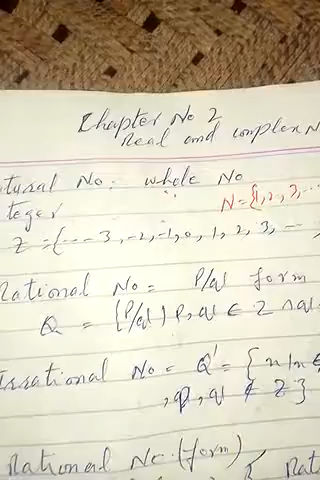 Chapter No 2
Real and complex N
tural No: whole No
N={1,2,3,...
teger
Z ={--- 3,-2,-1,0,1,2,3,---
Rational No = P/q form
Q = {P/q | P,q ∈ Z ∧ q
Irrational No = Q' = { x|x ∈
,p,q ∉ Z}
Rational No (form)